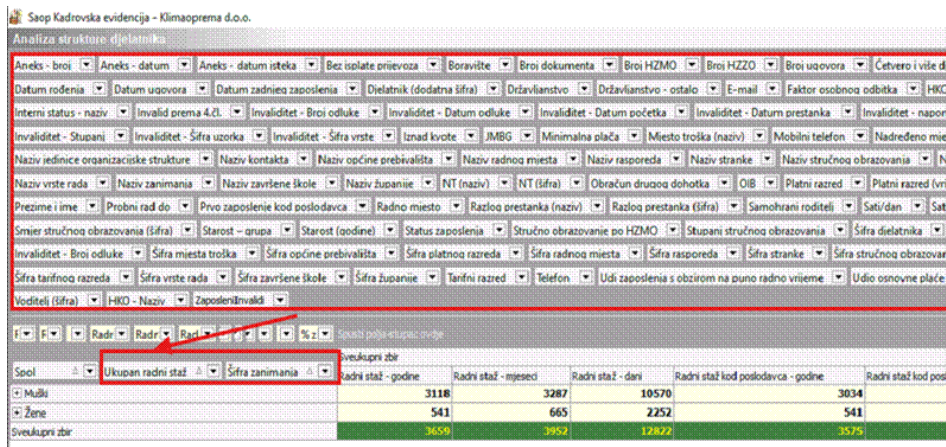 Saop Kadrovska evidencija - Klimaoprema d.o.o.
Analiza strukture djelatnika
Aneks - broj Aneks - datum Aneks - datum isteka Bez isplate prijevoza Boravište Broj dokumenta Broj HZMO Broj HZZO Broj ugovora Četvero i više d
Datum rođenja Datum ugovora Datum zadnjeg zaposlenja Djelatnik (dodatna šifra) Državljanstvo Državljanstvo - ostalo E-mail Faktor osobnog odbitka HKO
Interni status - naziv Invalid prema 4.čl. Invaliditet - Broj odluke Invaliditet - Datum odluke Invaliditet - Datum početka Invaliditet - Datum prestanka Invaliditet - napom
Invaliditet - Stupanj Invaliditet - Šifra uzorka Invaliditet - Šifra vrste Iznad kvote JMBG Minimalna plača Mjesto troška (naziv) Mobilni telefon Nadređeno mje
Naziv jedinice organizacijske strukture Naziv kontakta Naziv općine prebivališta Naziv radnog mjesta Naziv rasporeda Naziv stranke Naziv stručnog obrazovanja N
Naziv vrste rada Naziv zanimanja Naziv završene škole Naziv županije NT (naziv) NT (šifra) Obračun drugog dohotka OIB Platni razred Platni razred (vr
Prezime i ime Probni rad do Prvo zaposlenje kod poslodavca Radno mjesto Razlog prestanka (naziv) Razlog prestanka (šifra) Samohrani roditelj Sati/dan Sat
Smjer stručnog obrazovanja (šifra) Starost - grupa Starost (godine) Status zaposlenja Stručno obrazovanje po HZMO Stupanj stručnog obrazovanja Šifra djelatnika
Invaliditet - Broj odluke Šifra mjesta troška Šifra općine prebivališta Šifra platnog razreda Šifra radnog mjesta Šifra rasporeda Šifra stranke Šifra stručnog obrazovan
Šifra tarifnog razreda Šifra vrste rada Šifra završene škole Šifra županije Tarifni razred Telefon Udi zaposlenja s obzirom na puno radno vrijeme Udio osnovne plaće
Voditelj (šifra) HKO - Naziv ZaposleniInvalidi
F F Radr Radr Rad % z Spusti polja-stupac ovdje
Sveukupni zbir
Spol Ukupan radni staž Šifra zanimanja Radni staž - godine Radni staž - mjeseci Radni staž - dani Radni staž kod poslodavca - godine Radni staž kod posl
Muški 3118 3287 10570 3034
Žene 541 665 2252 541
Sveukupni zbir 3659 3952 12822 3575